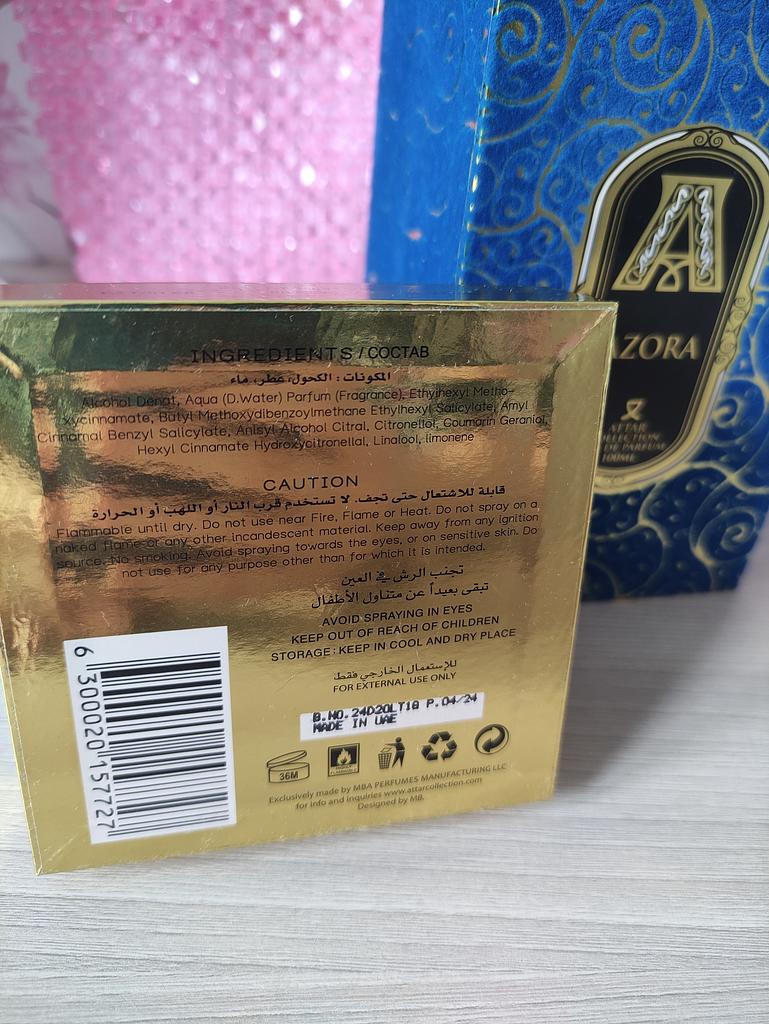 INGREDIENTS / СОСТАВ
المكونات : الكحول، عطر، ماء
Alcohol Denat, Aqua (D.Water) Parfum (Fragrance), Ethylhexyl Metho-
xycinnamate, Butyl Methoxydibenzoylmethane Ethylhexyl Salicylate, Amyl
Cinnamal Benzyl Salicylate, Anisyl Alcohol Citral, Citronellol, Coumarin Geraniol,
Hexyl Cinnamate Hydroxycitronellal, Linalool, limonene
CAUTION
قابلة للاشتعال حتى تجف. لا تستخدم قرب النار أو اللهب أو الحرارة
Flammable until dry. Do not use near Fire, Flame or Heat. Do not spray on a
naked flame or any other incandescent material. Keep away from any ignition
source. No smoking. Avoid spraying towards the eyes, or on sensitive skin. Do
not use for any purpose other than for which it is intended.
تجنب الرش في العين
تبقى بعيداً عن متناول الأطفال
AVOID SPRAYING IN EYES
KEEP OUT OF REACH OF CHILDREN
STORAGE : KEEP IN COOL AND DRY PLACE
للإستعمال الخارجي فقط
FOR EXTERNAL USE ONLY
B.NO.24D20LT18 P.04/24
MADE IN UAE
36M
Exclusively made by MBA PERFUMES MANUFACTURING LLC
for info and inquiries www.attarcollection.com
Designed by MB.
6 300020 157727
A
AZORA
ATTAR
DE PARFUM
100ML